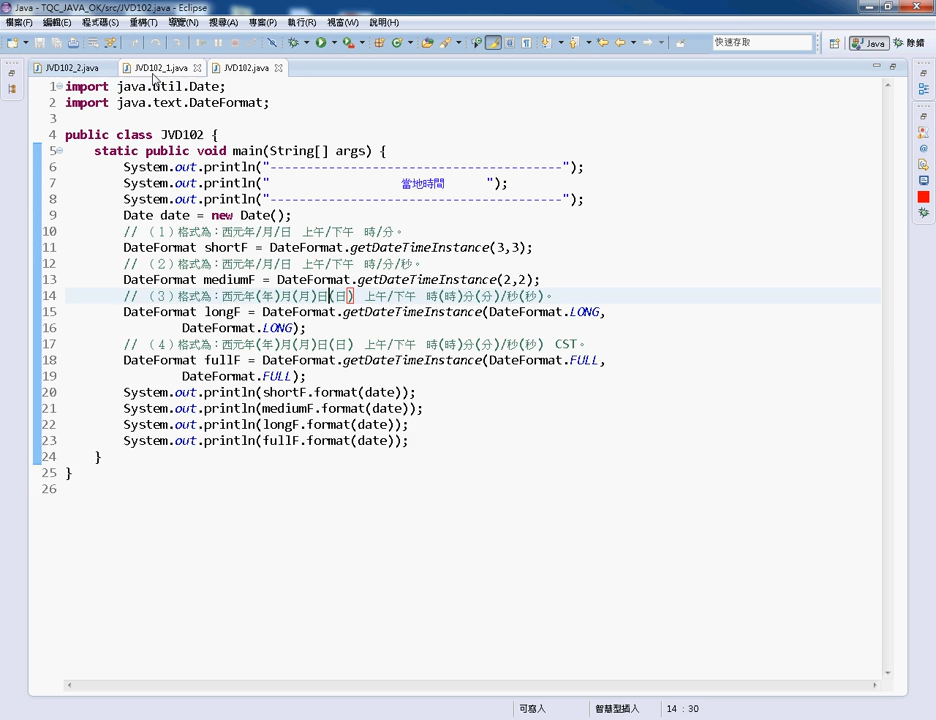 Java - TQC_JAVA_OK/src/JVD102.java - Eclipse
檔案(F) 編輯(E) 程式碼(S) 重構(T) 導覽(N) 搜尋(A) 專案(P) 執行(R) 視窗(W) 說明(H)
快速存取 Java 除錯
JVD102_2.java JVD102_1.java JVD102.java
1 import java.util.Date;
2 import java.text.DateFormat;
3
4 public class JVD102 {
5 static public void main(String[] args) {
6 System.out.println("----------------------------------------");
7 System.out.println(" 當地時間 ");
8 System.out.println("----------------------------------------");
9 Date date = new Date();
10 // (1)格式為：西元年/月/日 上午/下午 時/分。
11 DateFormat shortF = DateFormat.getDateTimeInstance(3,3);
12 // (2)格式為：西元年/月/日 上午/下午 時/分/秒。
13 DateFormat mediumF = DateFormat.getDateTimeInstance(2,2);
14 // (3)格式為：西元年(年)月(月)日(日) 上午/下午 時(時)分(分)/秒(秒)。
15 DateFormat longF = DateFormat.getDateTimeInstance(DateFormat.LONG,
16 DateFormat.LONG);
17 // (4)格式為：西元年(年)月(月)日(日) 上午/下午 時(時)分(分)/秒(秒) CST。
18 DateFormat fullF = DateFormat.getDateTimeInstance(DateFormat.FULL,
19 DateFormat.FULL);
20 System.out.println(shortF.format(date));
21 System.out.println(mediumF.format(date));
22 System.out.println(longF.format(date));
23 System.out.println(fullF.format(date));
24 }
25 }
26
可寫入 智慧型插入 14 : 30